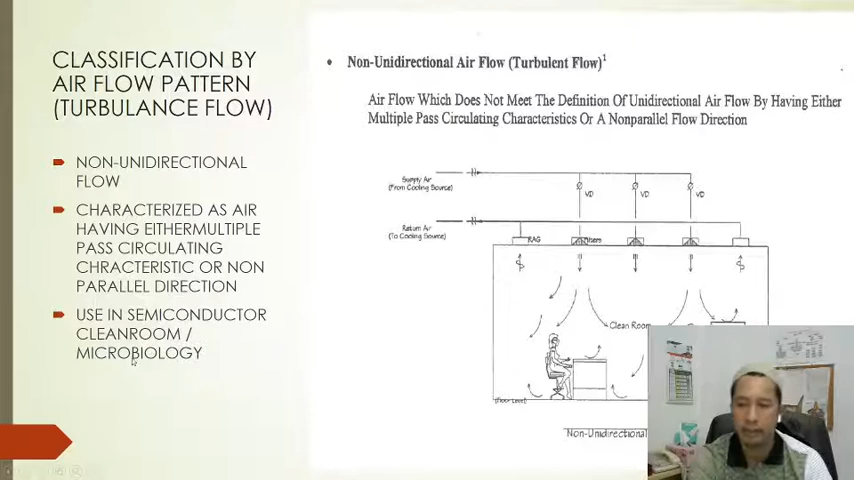 CLASSIFICATION BY
AIR FLOW PATTERN
(TURBULANCE FLOW)
NON-UNIDIRECTIONAL
FLOW
CHARACTERIZED AS AIR
HAVING EITHERMULTIPLE
PASS CIRCULATING
CHRACTERISTIC OR NON
PARALLEL DIRECTION
USE IN SEMICONDUCTOR
CLEANROOM /
MICROBIOLOGY
Non-Unidirectional Air Flow (Turbulent Flow)1
Air Flow Which Does Not Meet The Definition Of Unidirectional Air Flow By Having Either
Multiple Pass Circulating Characteristics Or A Nonparallel Flow Direction
Supply Air
(From Cooling Source)
VD
VD
VD
Return Air
(To Cooling Source)
RAG
Clean Room
(Floor Level)
Non-Unidirectional